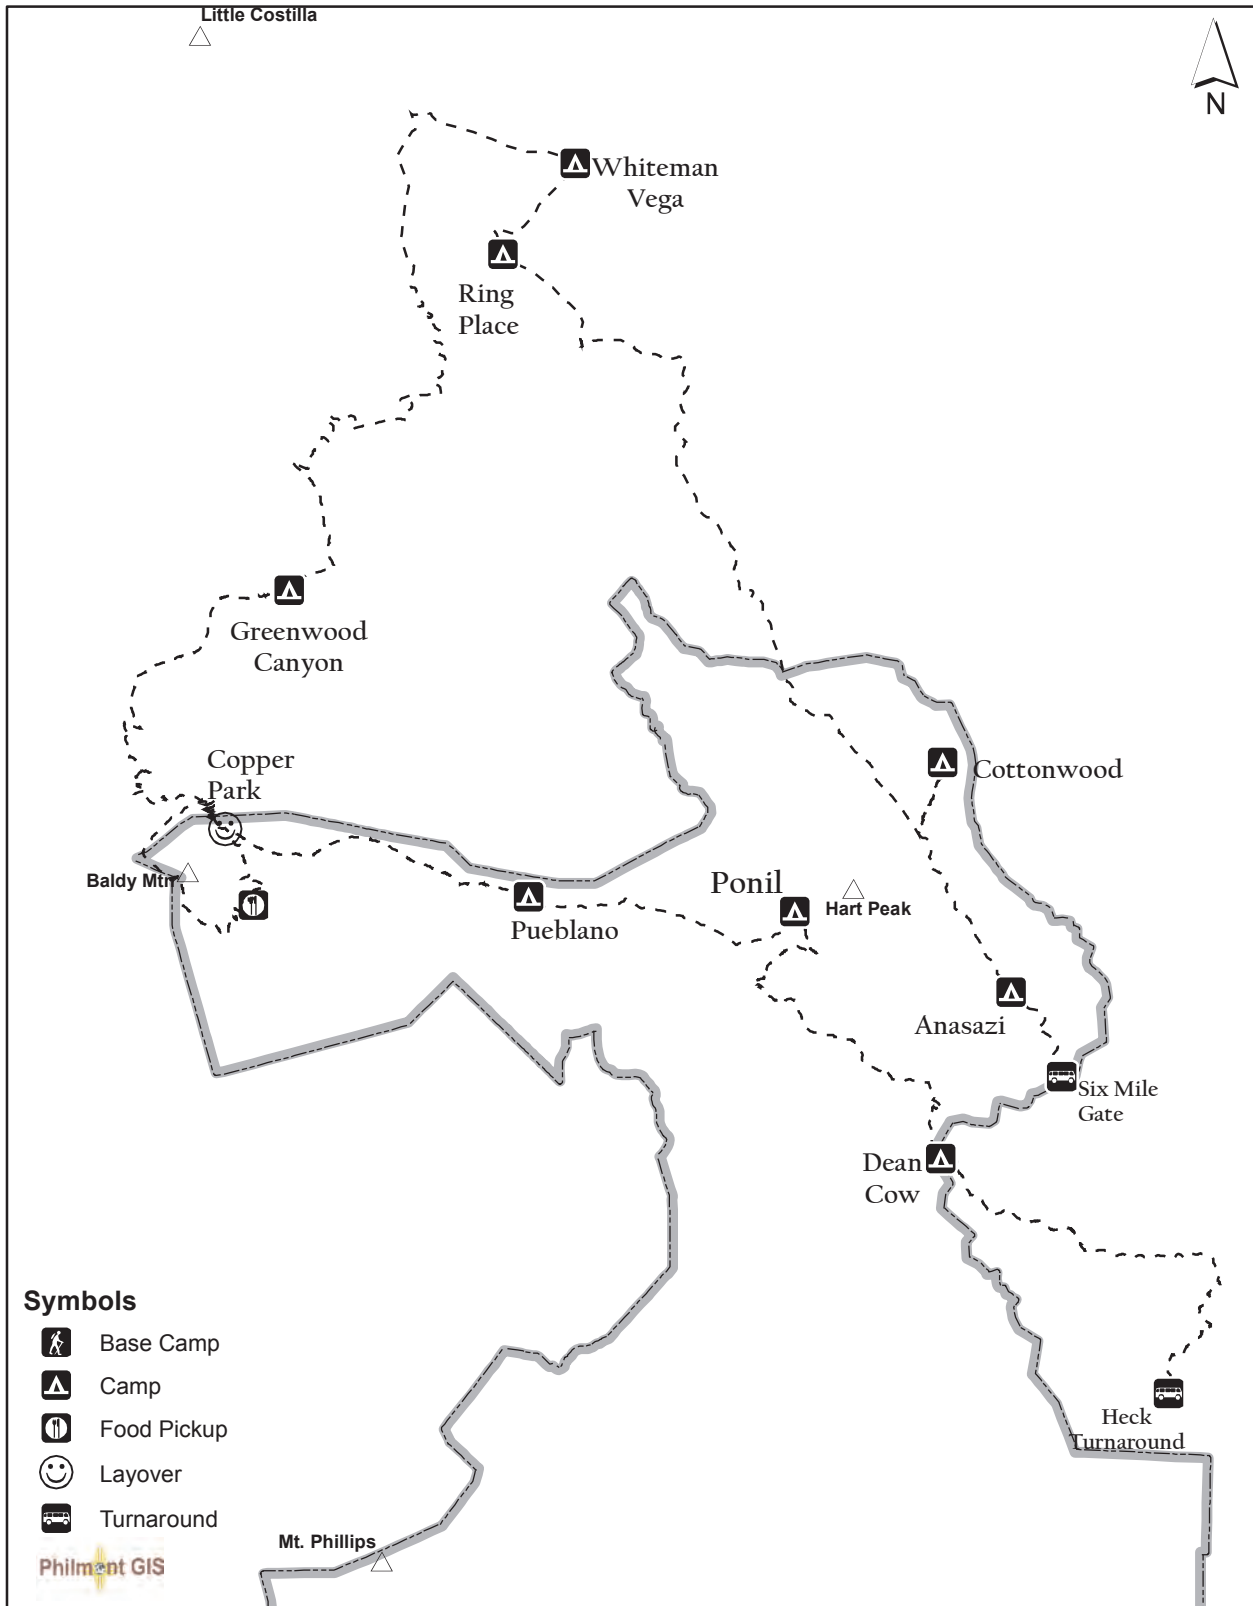 Little Costilla
N
Whiteman
Vega
Ring
Place
Greenwood
Canyon
Copper
Park
Cottonwood
Baldy Mtn
Ponil
Hart Peak
Pueblano
Anasazi
Six Mile
Gate
Dean
Cow
Heck
Turnaround
Symbols
Base Camp
Camp
Food Pickup
Layover
Turnaround
Mt. Phillips
Philmont GIS